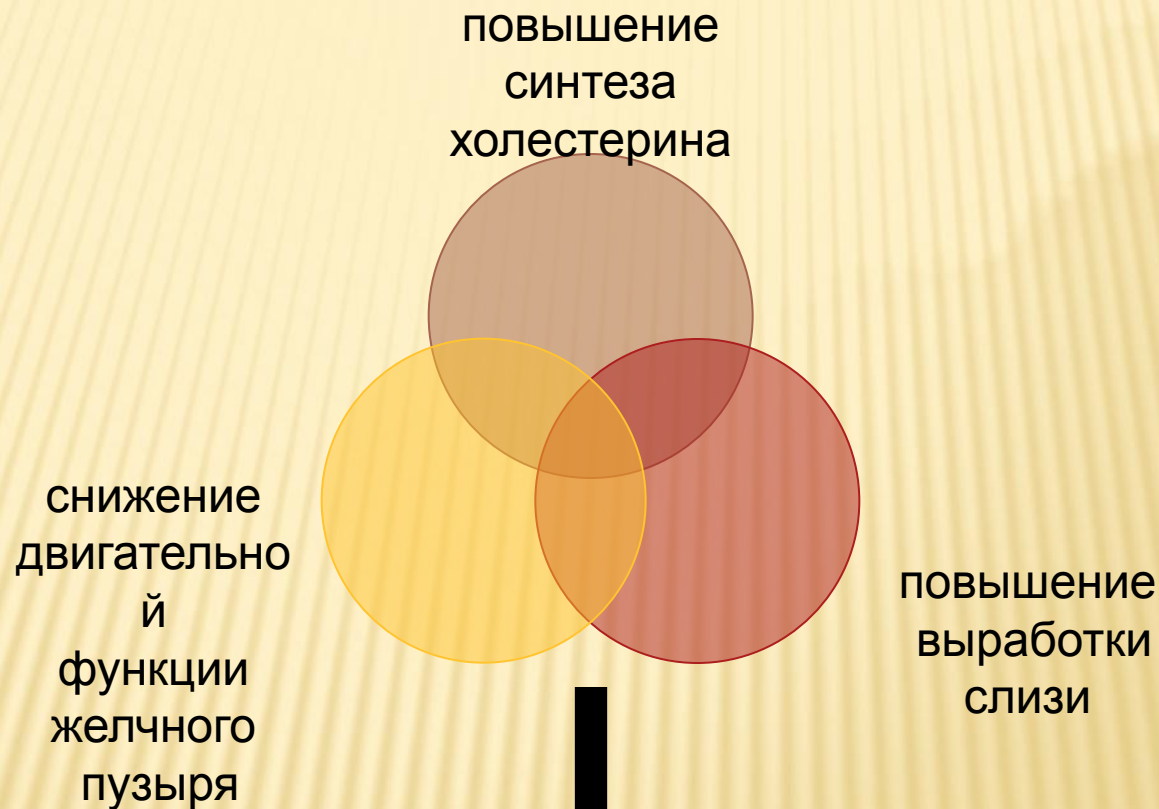 повышение
синтеза
холестерина
снижение
двигательно
й
функции
желчного
пузыря
повышение
выработки
слизи